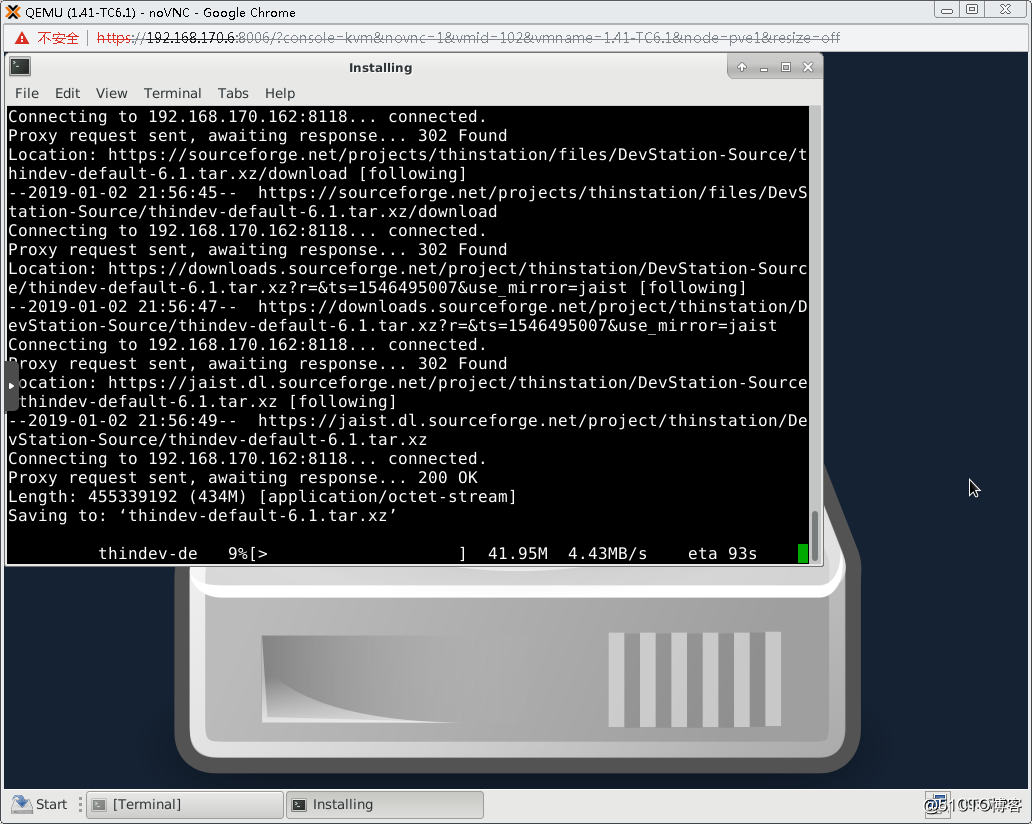 QEMU (1.41-TC6.1) - noVNC - Google Chrome
不安全 | https://192.168.170.6:8006/?console=kvm&novnc=1&vmid=102&vmname=1.41-TC6.1&node=pve1&resize=off
Installing
File Edit View Terminal Tabs Help
Connecting to 192.168.170.162:8118... connected.
Proxy request sent, awaiting response... 302 Found
Location: https://sourceforge.net/projects/thinstation/files/DevStation-Source/t
hindev-default-6.1.tar.xz/download [following]
--2019-01-02 21:56:45--  https://sourceforge.net/projects/thinstation/files/DevS
tation-Source/thindev-default-6.1.tar.xz/download
Connecting to 192.168.170.162:8118... connected.
Proxy request sent, awaiting response... 302 Found
Location: https://downloads.sourceforge.net/project/thinstation/DevStation-Sourc
e/thindev-default-6.1.tar.xz?r=&ts=1546495007&use_mirror=jaist [following]
--2019-01-02 21:56:47--  https://downloads.sourceforge.net/project/thinstation/D
evStation-Source/thindev-default-6.1.tar.xz?r=&ts=1546495007&use_mirror=jaist
Connecting to 192.168.170.162:8118... connected.
Proxy request sent, awaiting response... 302 Found
ocation: https://jaist.dl.sourceforge.net/project/thinstation/DevStation-Source
thindev-default-6.1.tar.xz [following]
--2019-01-02 21:56:49--  https://jaist.dl.sourceforge.net/project/thinstation/De
vStation-Source/thindev-default-6.1.tar.xz
Connecting to 192.168.170.162:8118... connected.
Proxy request sent, awaiting response... 200 OK
Length: 455339192 (434M) [application/octet-stream]
Saving to: ‘thindev-default-6.1.tar.xz’
thindev-de   9%[>                   ]  41.95M  4.43MB/s    eta 93s
Start [Terminal] Installing
@51CTO博客